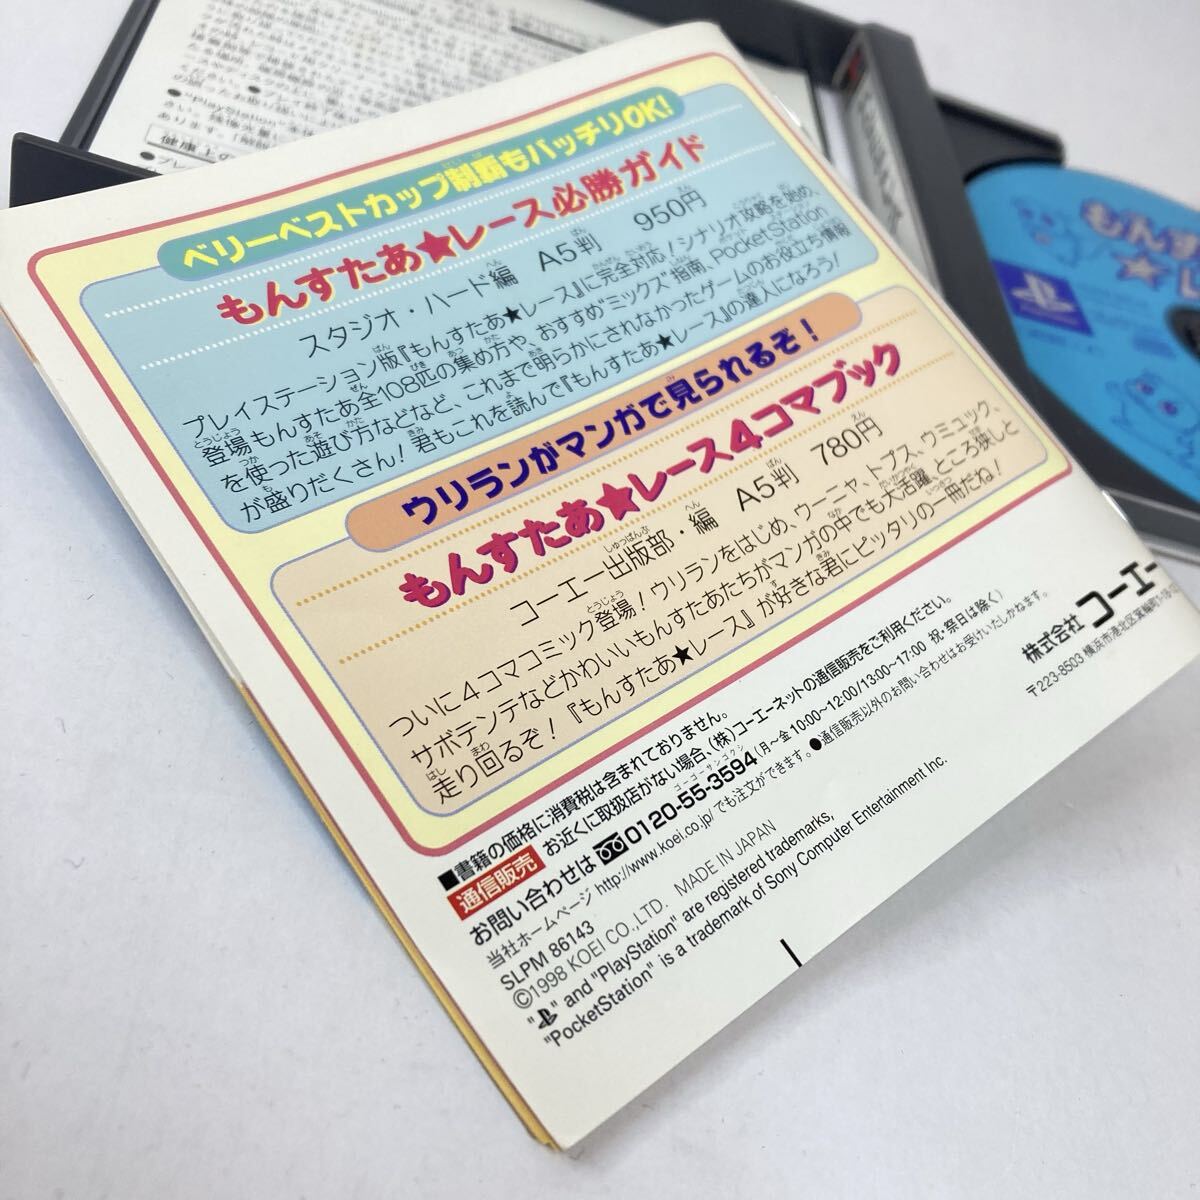 ベリーベストカップ制覇もバッチリOK!
もんすたあ★レース必勝ガイド
スタジオ・ハード編 A5判 950円
プレイステーション版『もんすたあ★レース』に完全対応!シナリオ攻略を始め、
登場もんすたあ全108匹の集め方や、おすすめ"ミックス"指南、PocketStation
を使った遊び方などなど、これまで明らかにされなかったゲームのお役立ち情報
が盛りだくさん! 君もこれを読んで『もんすたあ★レース』の達人になろう!
ウリランがマンガで見られるぞ!
もんすたあ★レース4コマブック
コーエー出版部・編 A5判 780円
ついに4コマコミック登場!ウリランをはじめ、ウーニャ、トプス、ウミュック、
サボテンテなどかわいいもんすたあたちがマンガの中でも大活躍、ところ狭しと
走り回るぞ!『もんすたあ★レース』が好きな君にピッタリの一冊だね!
■書籍の価格に消費税は含まれておりません。
通信販売 お近くに取扱店がない場合、(株)コーエーネットの通信販売をご利用ください。
お問い合わせは 0120-55-3594 (月〜金 10:00~12:00/13:00~17:00 祝・祭日は除く)
当社ホームページ http://www.koei.co.jp/ でも注文ができます。●通信販売以外のお問い合わせはお受けいたしかねます。
SLPM 86143
©1998 KOEI CO.,LTD. MADE IN JAPAN
株式会社 コーエー
〒223-8503 横浜市港北区箕輪町1-18-
" " and "PlayStation" are registered trademarks,
"PocketStation" is a trademark of Sony Computer Entertainment Inc.
もんす
★レ